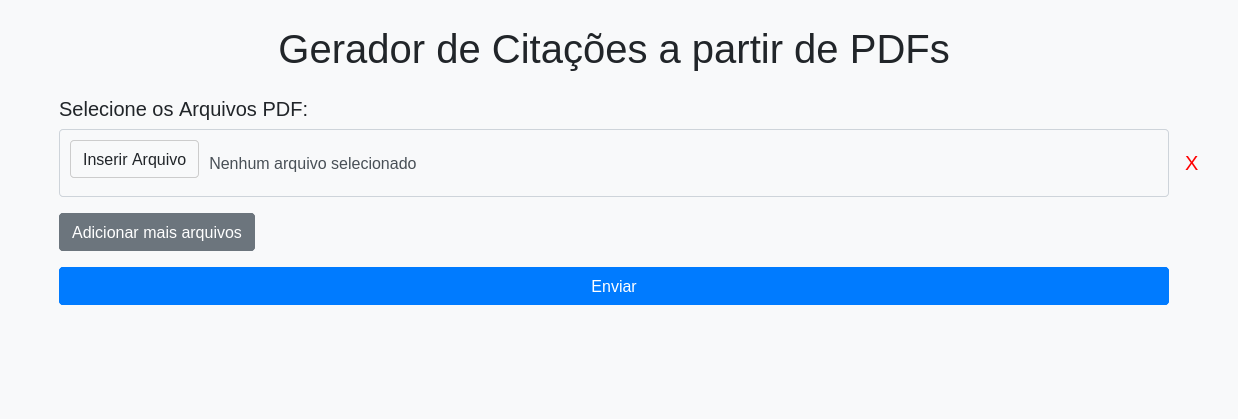 Gerador de Citações a partir de PDFs
Selecione os Arquivos PDF:
Inserir Arquivo Nenhum arquivo selecionado X
Adicionar mais arquivos
Enviar